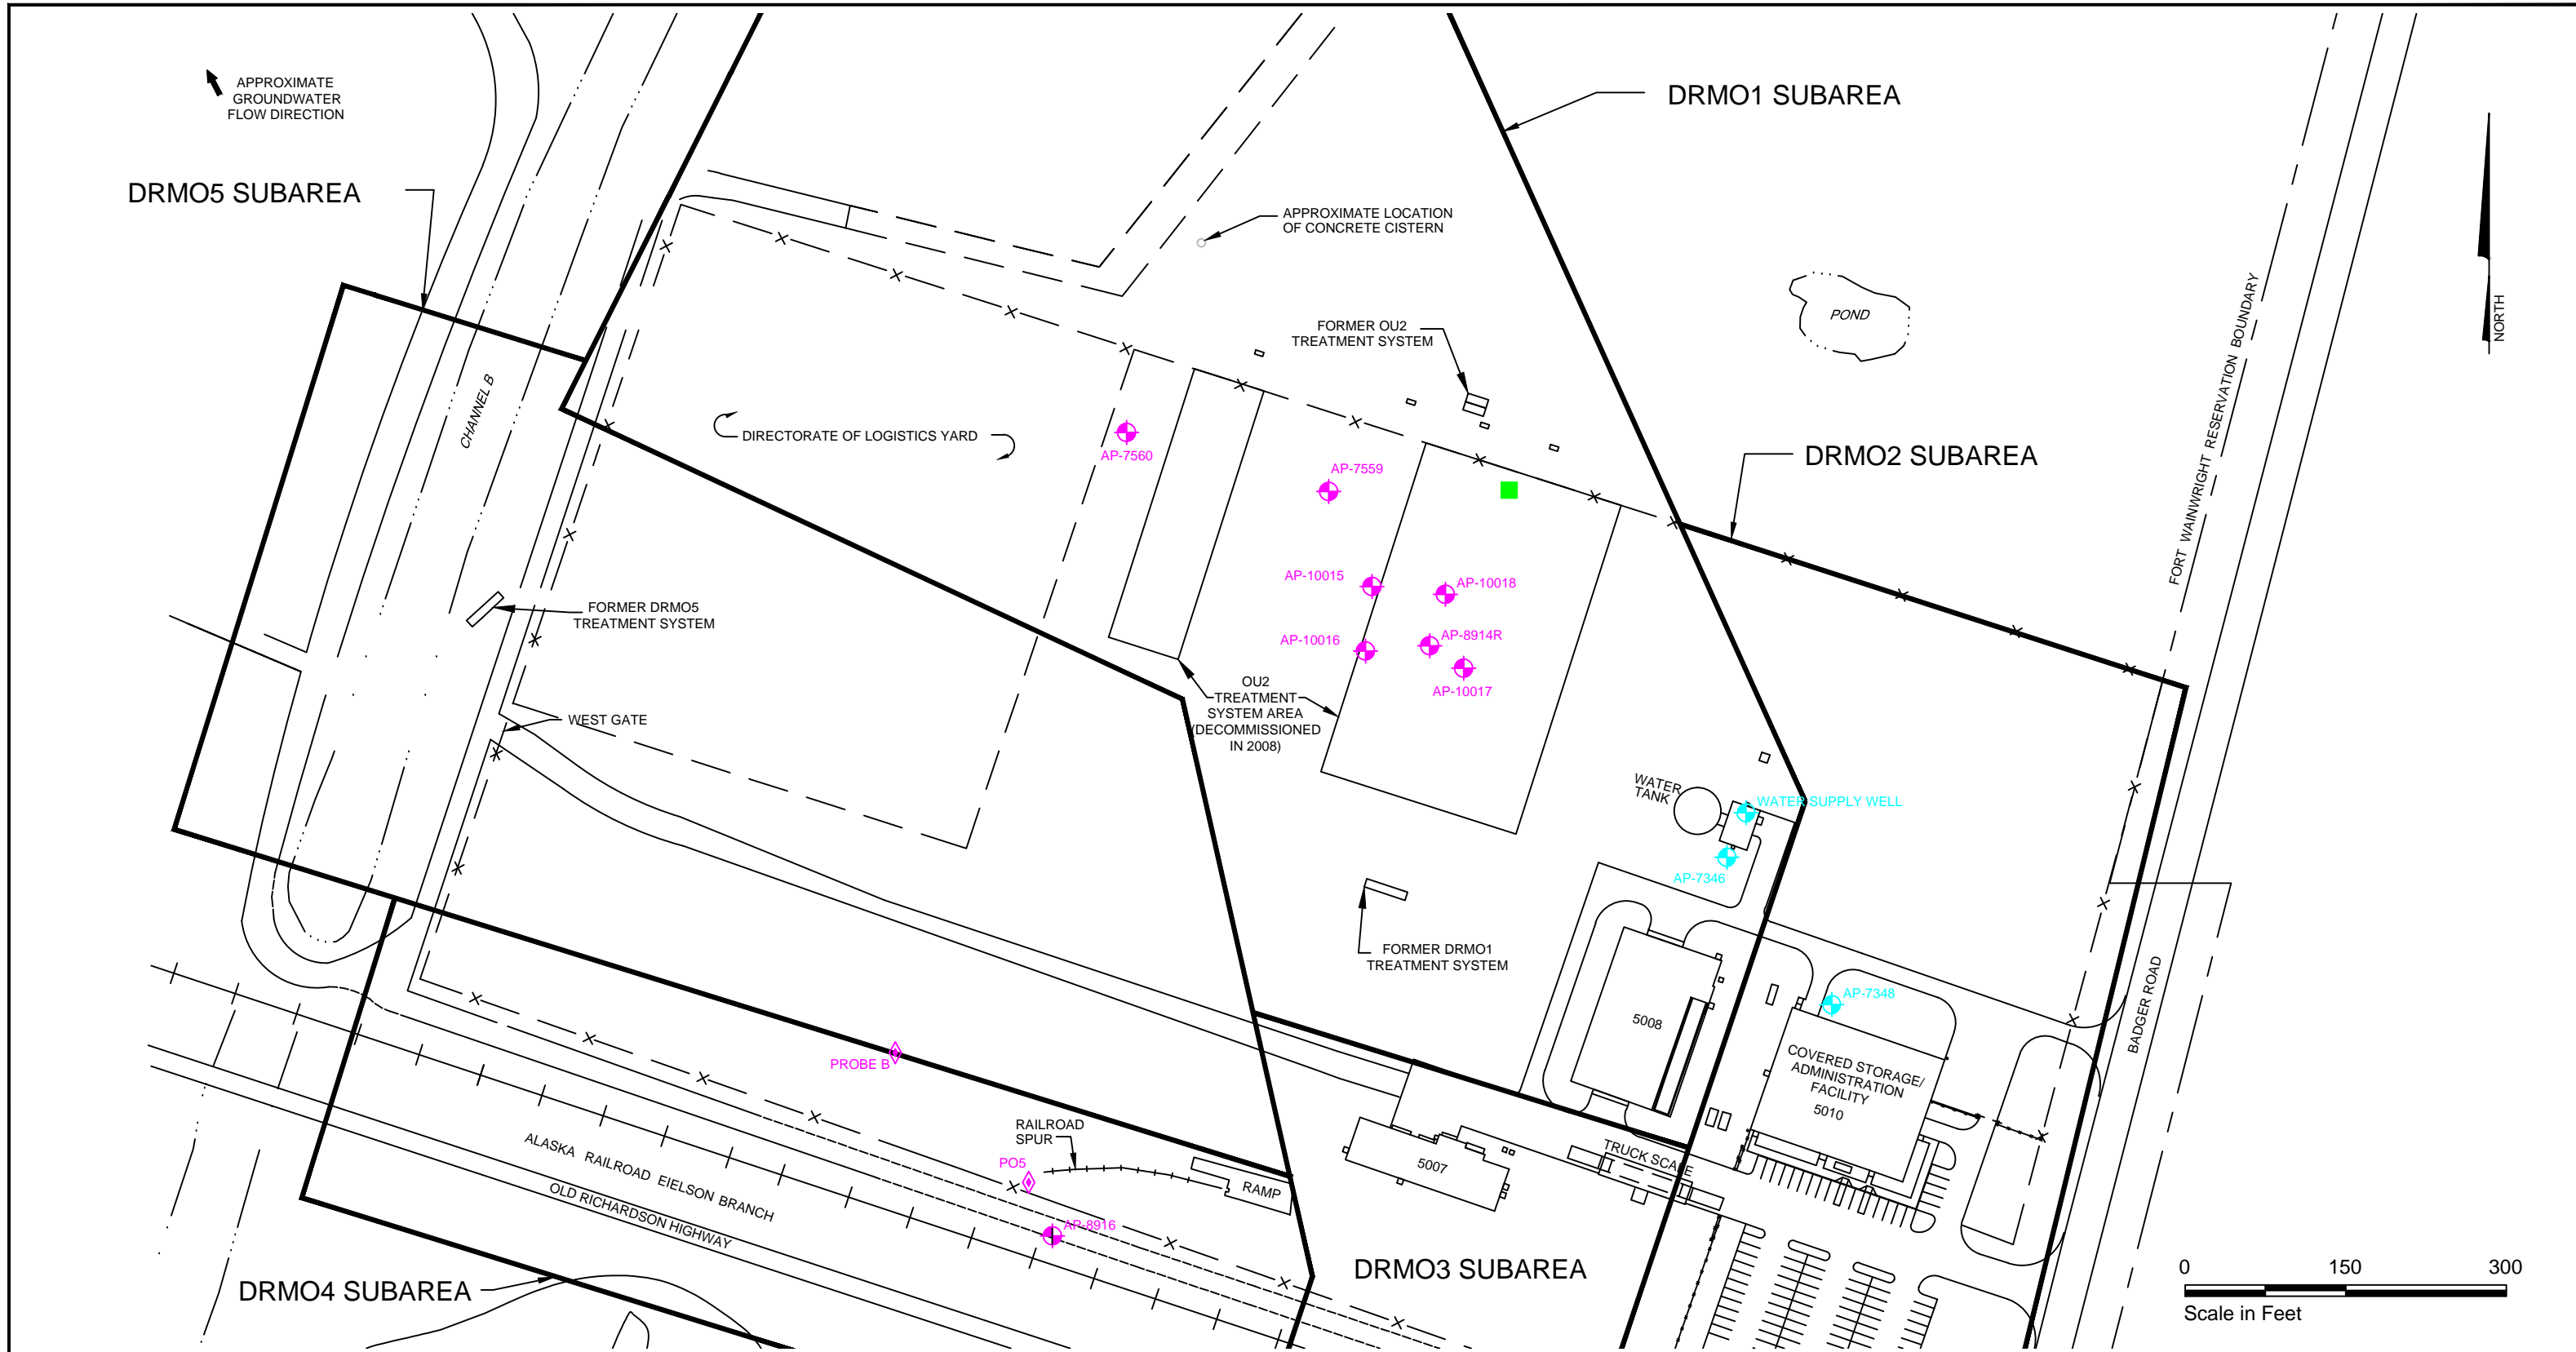 APPROXIMATE
GROUNDWATER
FLOW DIRECTION
DRMO1 SUBAREA
DRMO5 SUBAREA
APPROXIMATE LOCATION
OF CONCRETE CISTERN
FORMER OU2
TREATMENT SYSTEM
POND
FORT WAINWRIGHT RESERVATION BOUNDARY
NORTH
CHANNEL B
DIRECTORATE OF LOGISTICS YARD
AP-7560
AP-7559
DRMO2 SUBAREA
AP-10015
AP-10018
FORMER DRMO5
TREATMENT SYSTEM
AP-10016
AP-8914R
AP-10017
OU2
TREATMENT
SYSTEM AREA
(DECOMMISSIONED
IN 2008)
WEST GATE
WATER
TANK
WATER SUPPLY WELL
AP-7346
FORMER DRMO1
TREATMENT SYSTEM
AP-7348
5008
BADGER ROAD
COVERED STORAGE/
ADMINISTRATION
FACILITY
5010
PROBE B
RAILROAD
SPUR
PO5
RAMP
5007
TRUCK SCALE
ALASKA RAILROAD EIELSON BRANCH
OLD RICHARDSON HIGHWAY
AP-8916
DRMO4 SUBAREA
DRMO3 SUBAREA
0 150 300
Scale in Feet